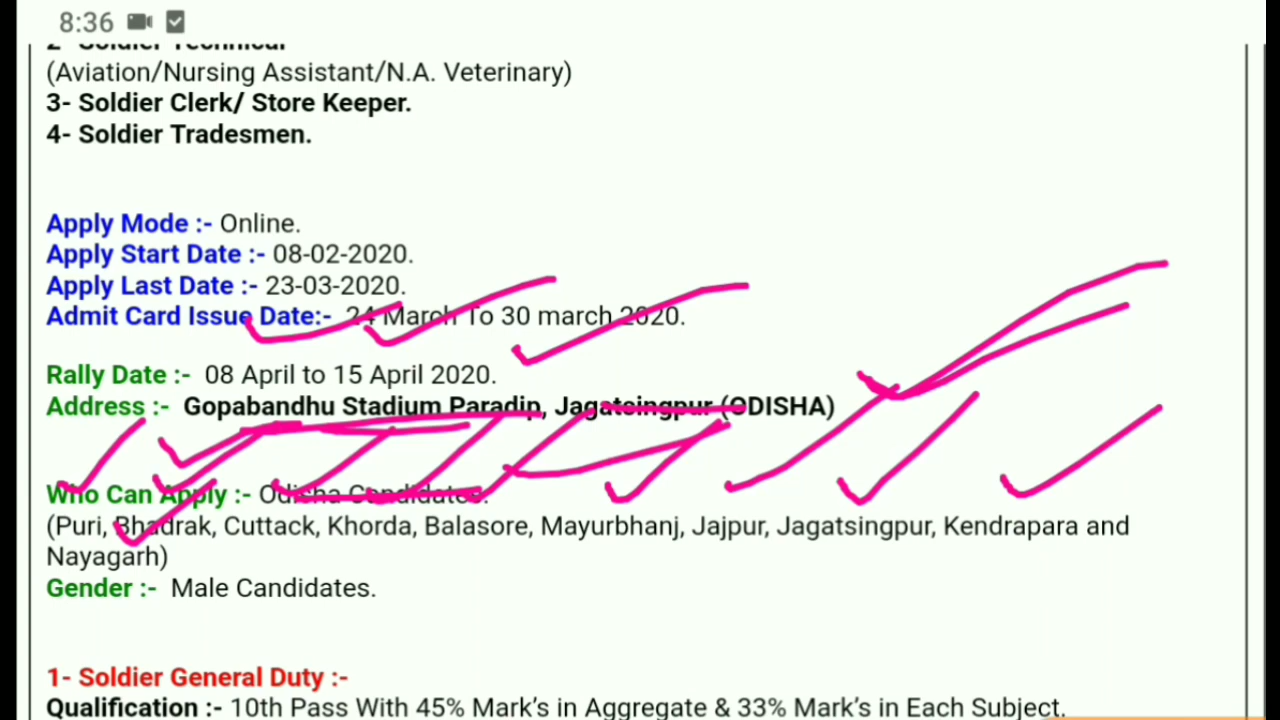 8:36
2- Soldier Technical
(Aviation/Nursing Assistant/N.A. Veterinary)
3- Soldier Clerk/ Store Keeper.
4- Soldier Tradesmen.
Apply Mode :- Online.
Apply Start Date :- 08-02-2020.
Apply Last Date :- 23-03-2020.
Admit Card Issue Date:- 24 March To 30 march 2020.
Rally Date :- 08 April to 15 April 2020.
Address :- Gopabandhu Stadium Paradip, Jagatsingpur (ODISHA)
Who Can Apply :- Odisha Candidates.
(Puri, Bhadrak, Cuttack, Khorda, Balasore, Mayurbhanj, Jajpur, Jagatsingpur, Kendrapara and
Nayagarh)
Gender :- Male Candidates.
1- Soldier General Duty :-
Qualification :- 10th Pass With 45% Mark's in Aggregate & 33% Mark's in Each Subject.